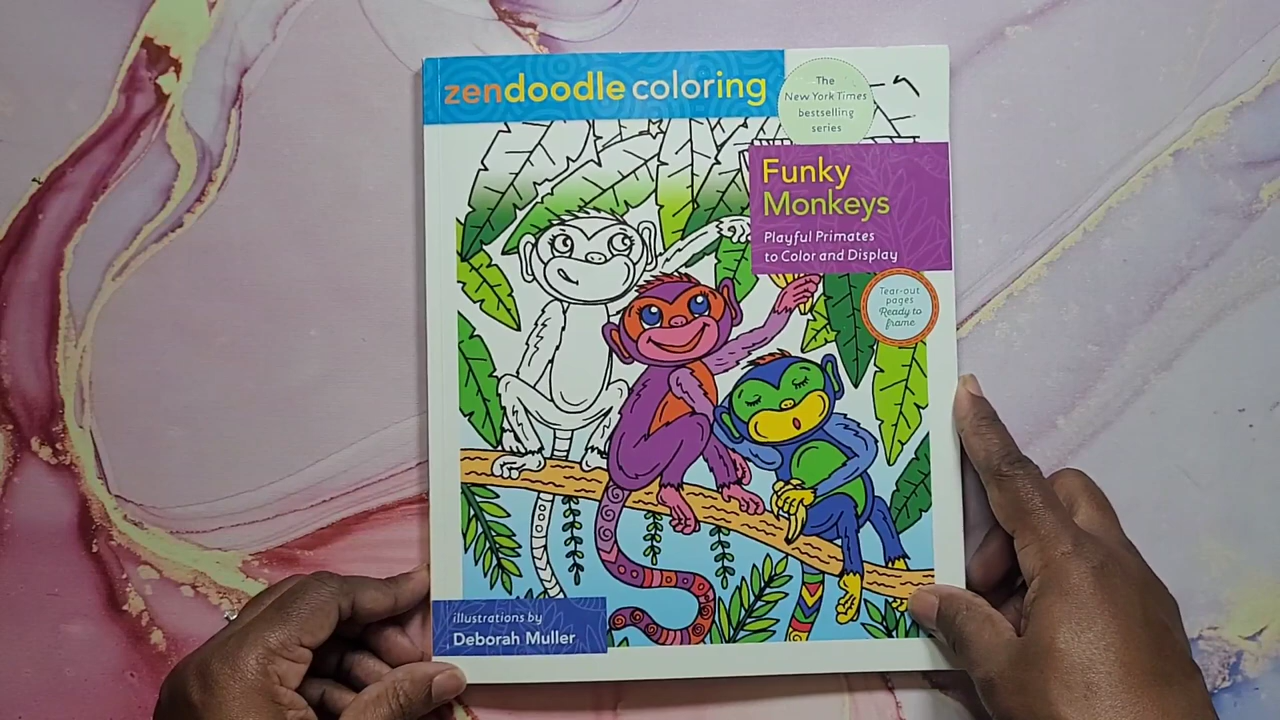 zendoodle coloring
The
New York Times
bestselling
series
Funky
Monkeys
Playful Primates
to Color and Display
Tear-out
pages
Ready to
frame
illustrations by
Deborah Muller